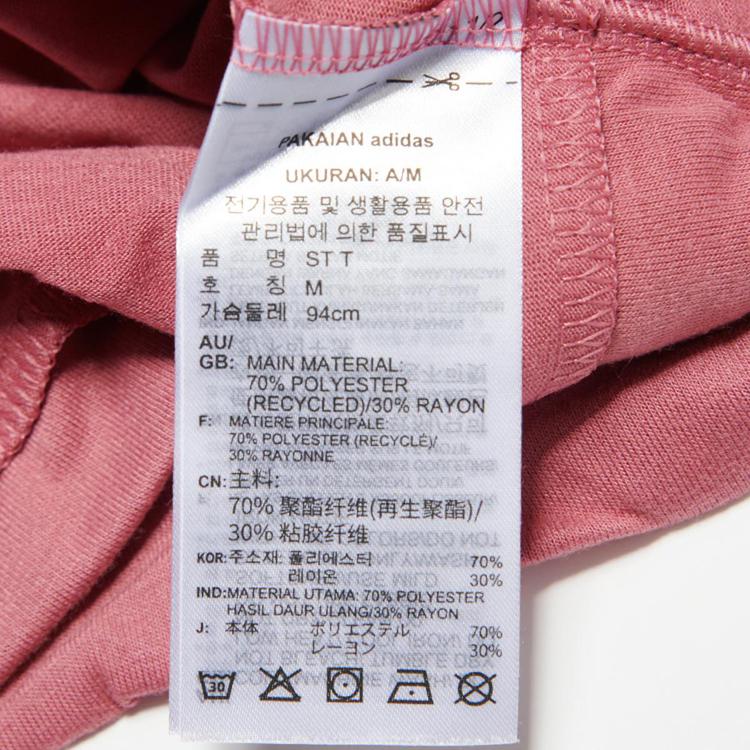 1/2
PAKAIAN adidas
UKURAN: A/M
전기용품 및 생활용품 안전
관리법에 의한 품질표시
품 명 ST T
호 칭 M
가슴둘레 94cm
AU/
GB: MAIN MATERIAL:
70% POLYESTER
(RECYCLED)/30% RAYON
F: MATIERE PRINCIPALE:
70% POLYESTER (RECYCLÉ)/
30% RAYONNE
CN: 主料:
70% 聚酯纤维(再生聚酯)/
30% 粘胶纤维
KOR: 주소재: 폴리에스터 70%
레이온 30%
IND: MATERIAL UTAMA: 70% POLYESTER
HASIL DAUR ULANG/30% RAYON
J: 本体 ポリエステル 70%
レーヨン 30%
30